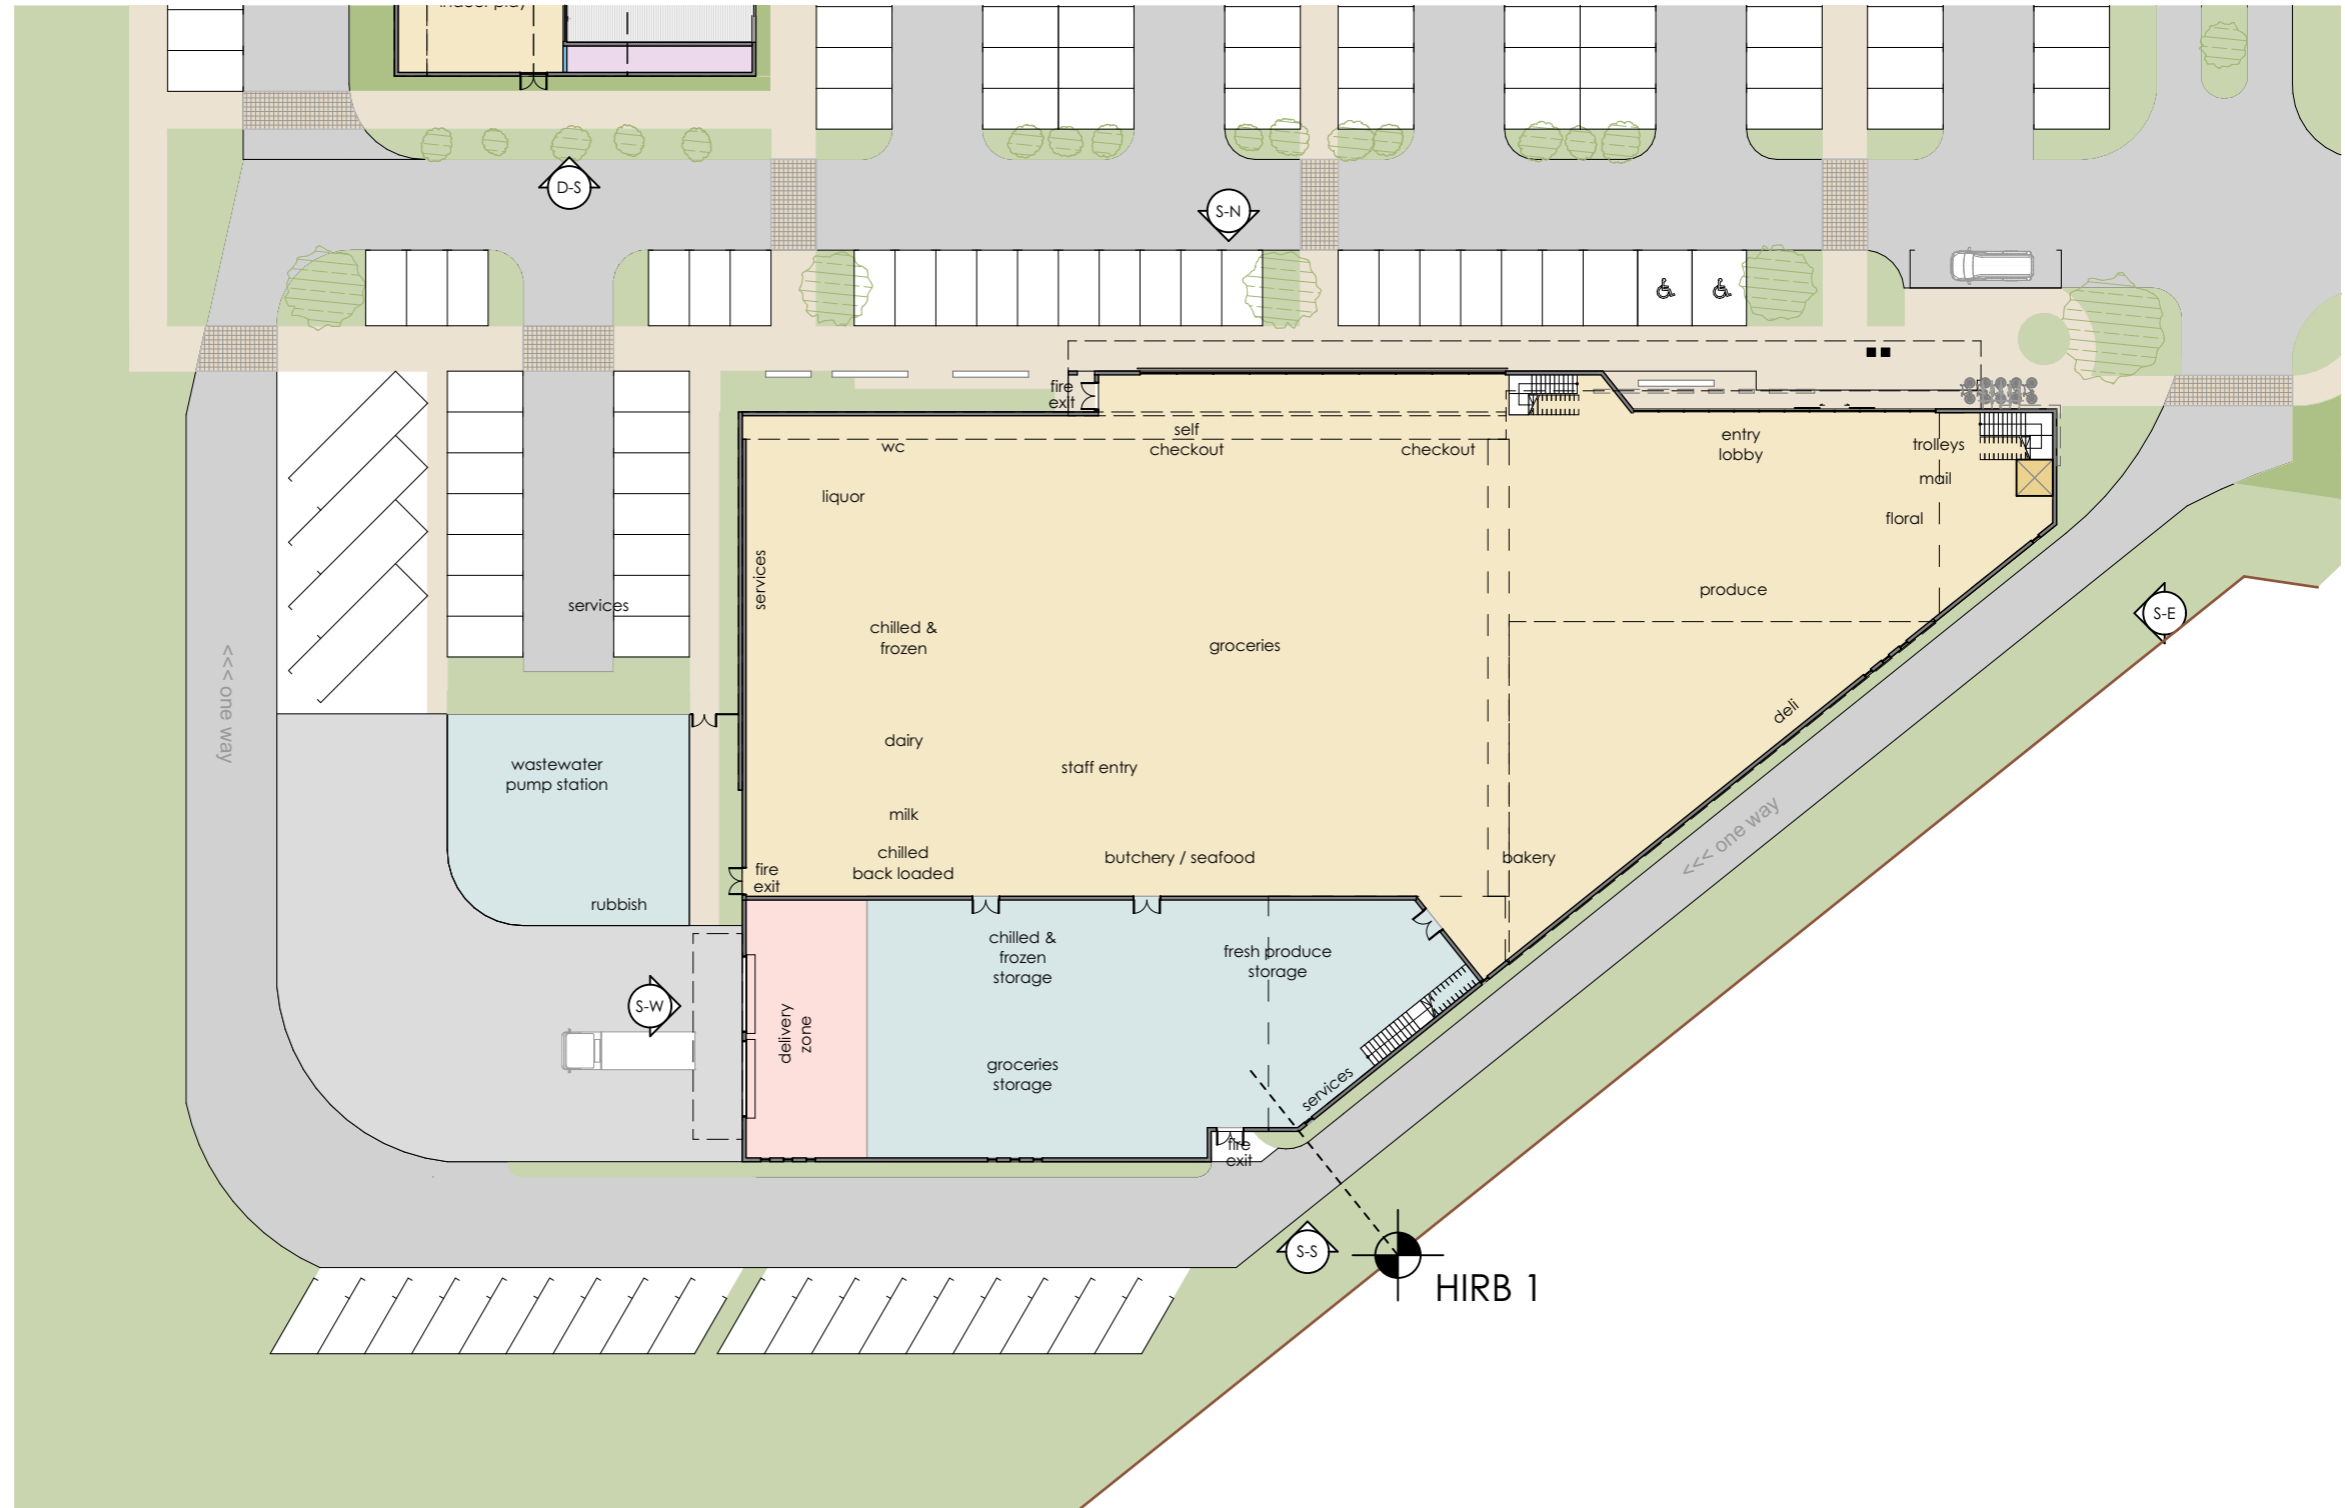 indoor play
D-S
S-N
fire
exit
self
checkout
checkout
wc
entry
lobby
trolleys
mail
liquor
floral
services
services
produce
S-E
chilled &
frozen
groceries
<<< one way
deli
dairy
wastewater
pump station
staff entry
milk
<<< one way
chilled
back loaded
butchery / seafood
bakery
fire
exit
rubbish
chilled &
frozen
storage
fresh produce
storage
S-W
delivery
zone
groceries
storage
services
fire
exit
S-S
HIRB 1